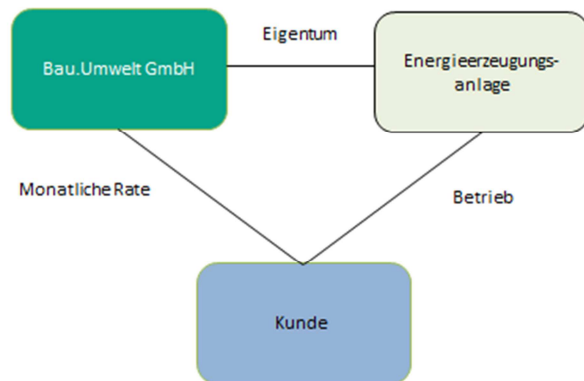 Eigentum
Bau.Umwelt GmbH
Energieerzeugungs-
anlage
Monatliche Rate
Betrieb
Kunde